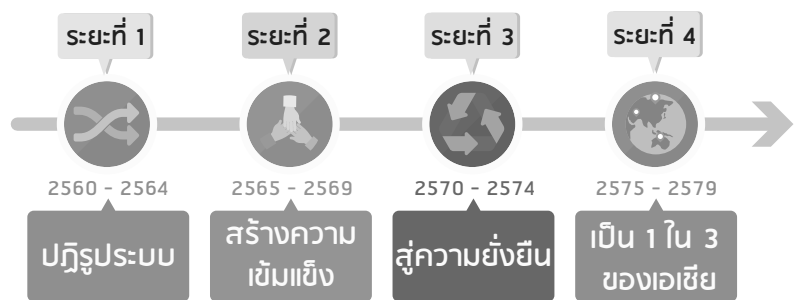 ระยะที่ 1
ระยะที่ 2
ระยะที่ 3
ระยะที่ 4
2560 - 2564
2565 - 2569
2570 - 2574
2575 - 2579
ปฏิรูประบบ
สร้างความ
เข้มแข็ง
สู่ความยั่งยืน
เป็น 1 ใน 3
ของเอเชีย